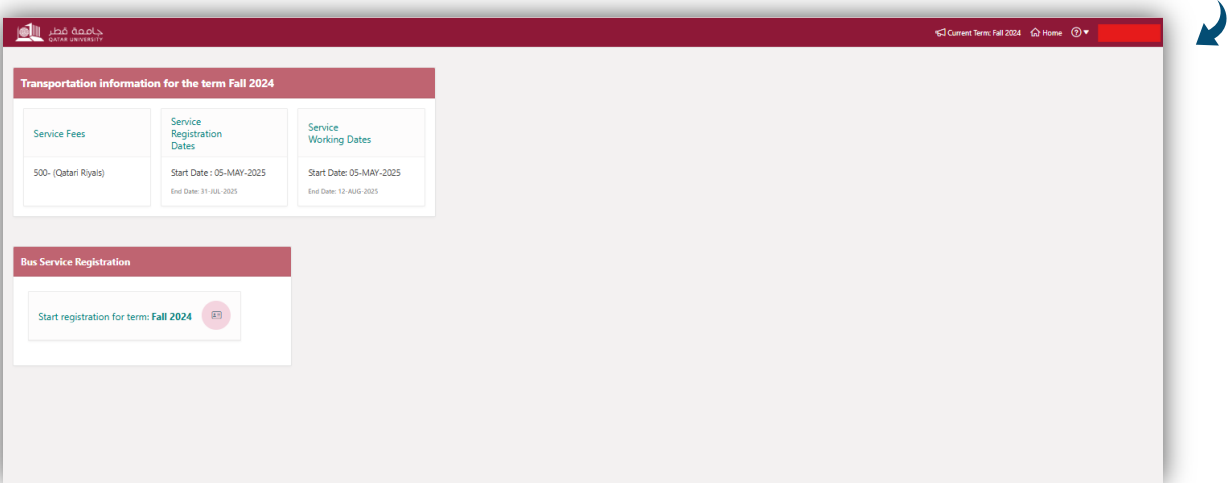 جامعة قطر
QATAR UNIVERSITY
Current Term: Fall 2024 Home
Transportation information for the term Fall 2024
Service Fees
500- (Qatari Riyals)
Service
Registration
Dates
Start Date : 05-MAY-2025
End Date: 31-JUL-2025
Service
Working Dates
Start Date: 05-MAY-2025
End Date: 12-AUG-2025
Bus Service Registration
Start registration for term: Fall 2024